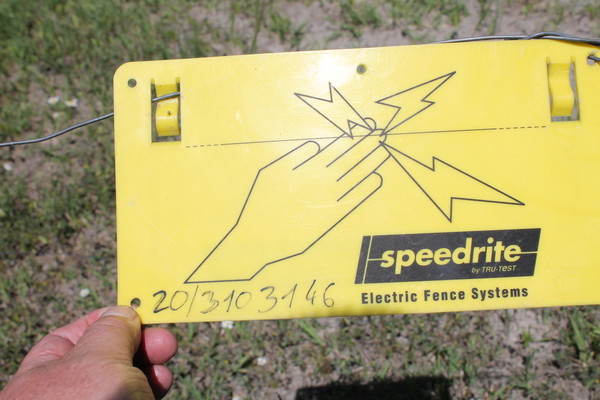 speedrite
by TRU-TEST
Electric Fence Systems
20/3103146